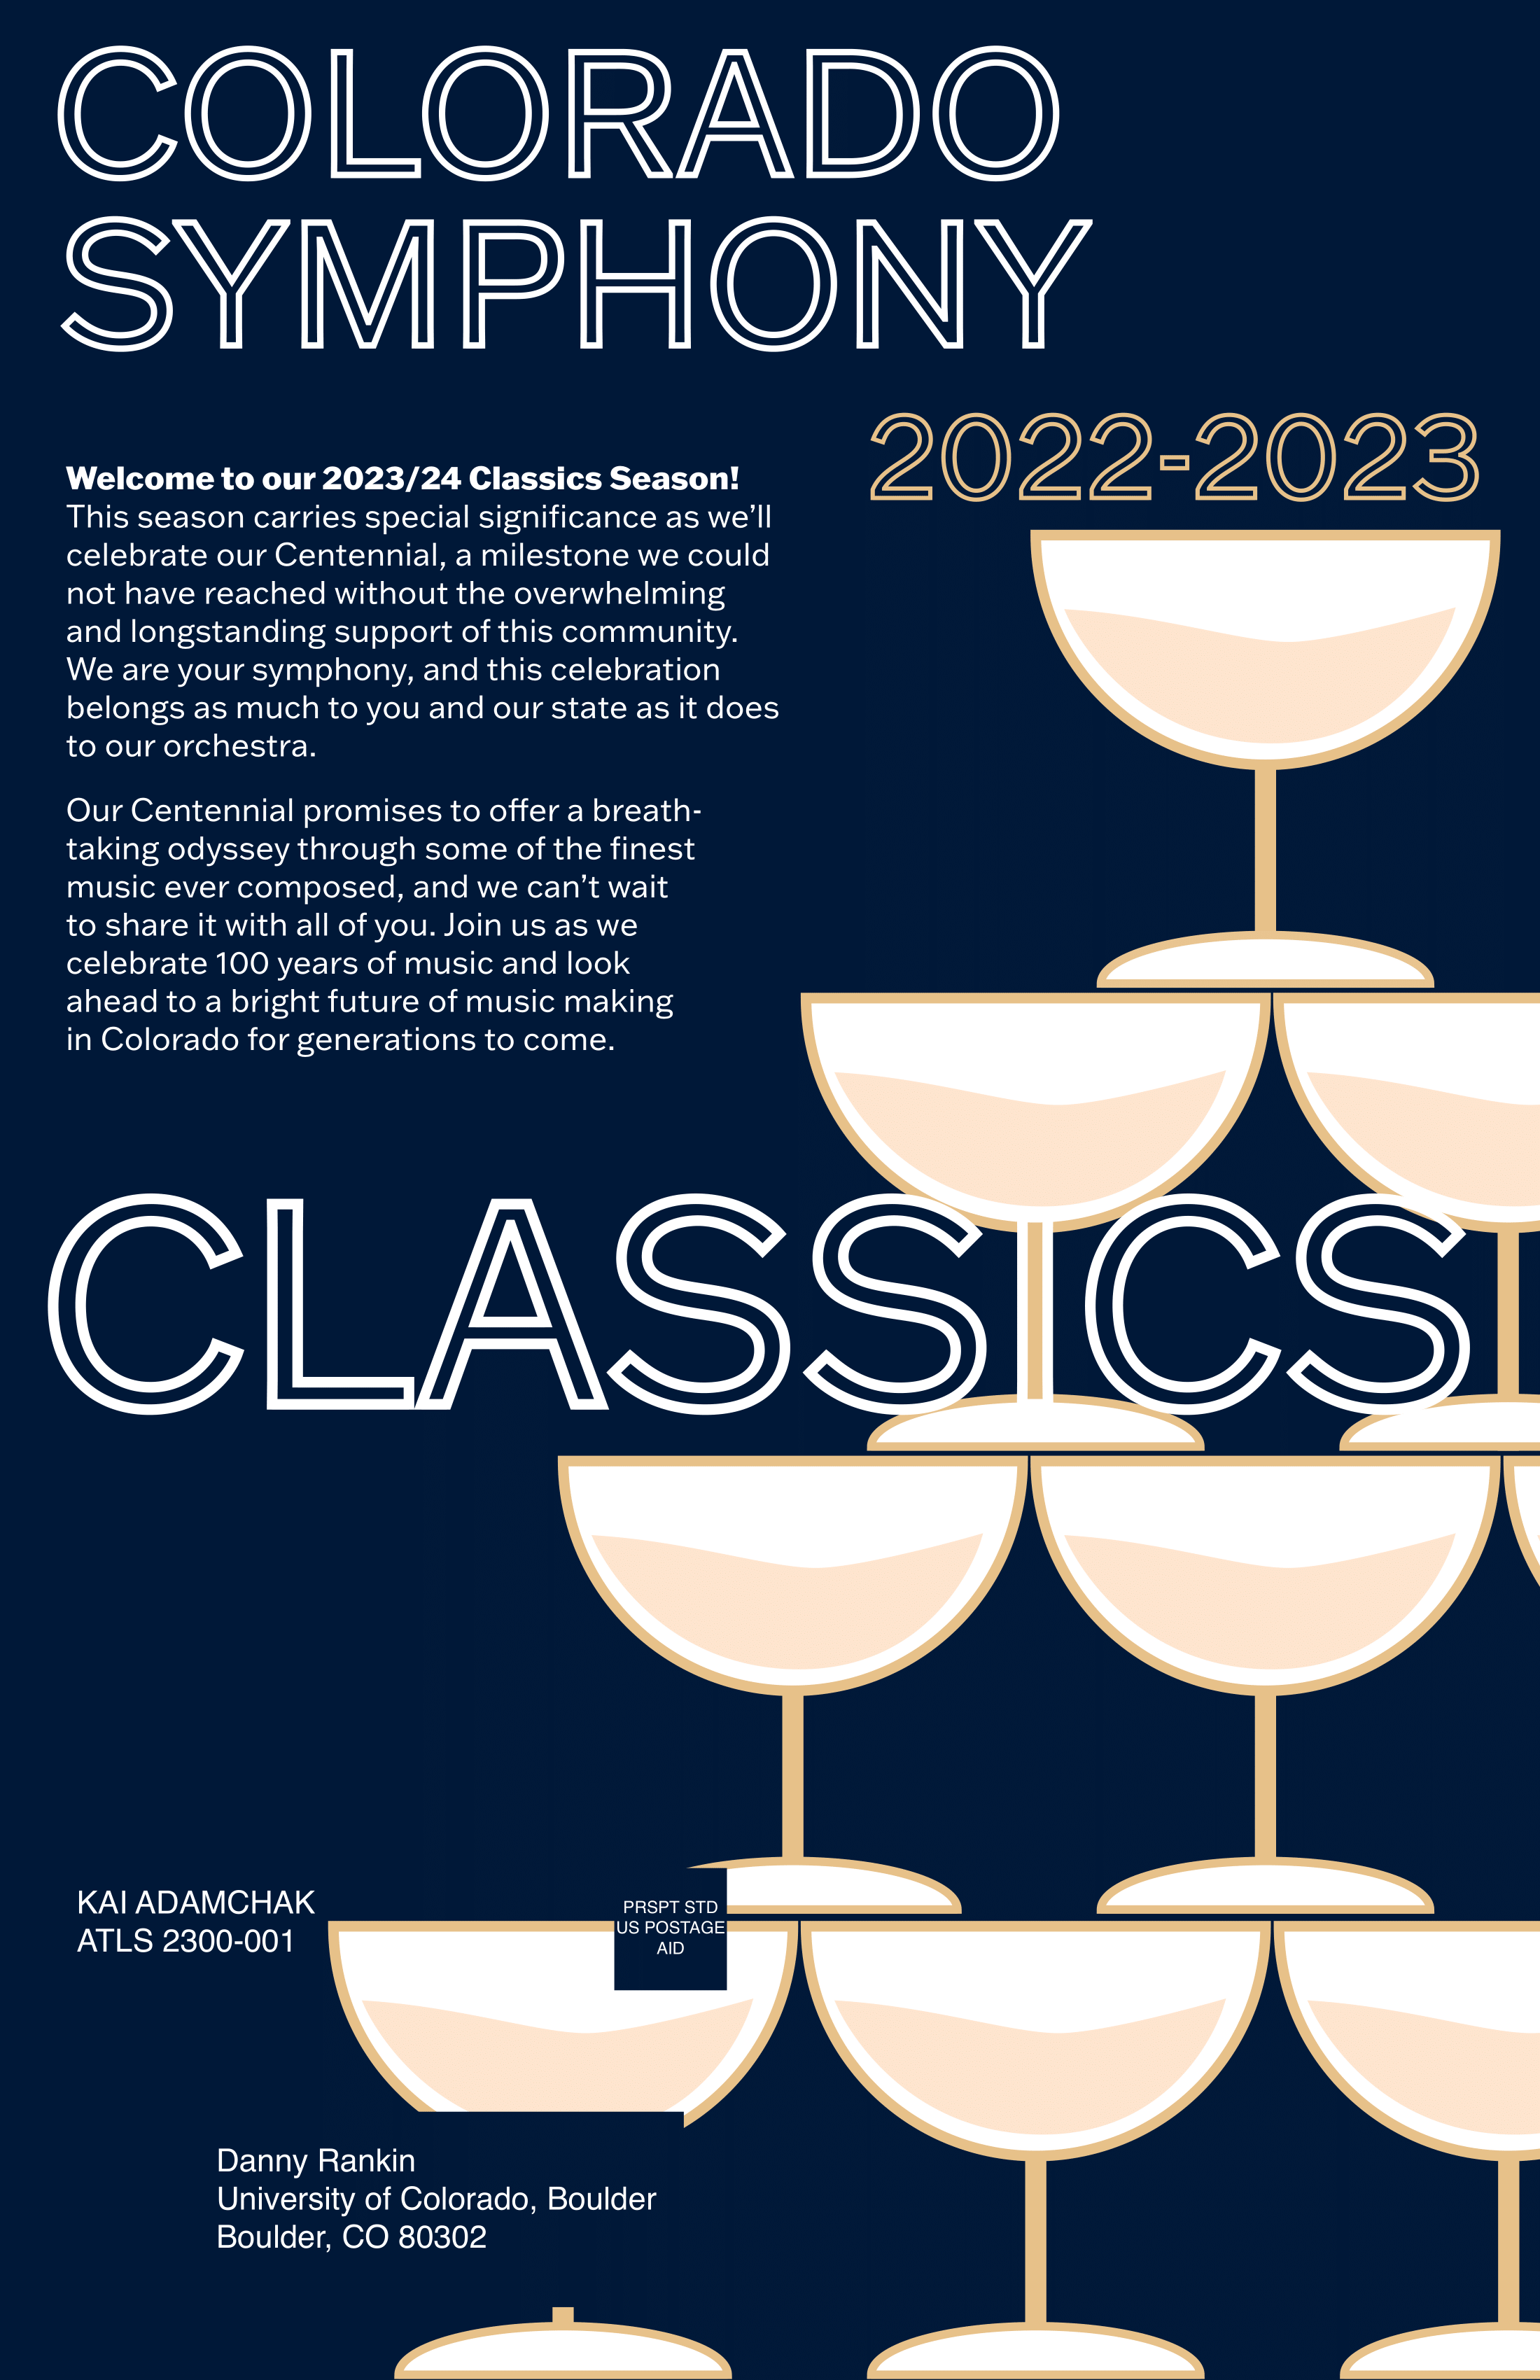 COLORADO
SYMPHONY
2022-2023
Welcome to our 2023/24 Classics Season!
This season carries special significance as we’ll
celebrate our Centennial, a milestone we could
not have reached without the overwhelming
and longstanding support of this community.
We are your symphony, and this celebration
belongs as much to you and our state as it does
to our orchestra.
Our Centennial promises to offer a breath-
taking odyssey through some of the finest
music ever composed, and we can’t wait
to share it with all of you. Join us as we
celebrate 100 years of music and look
ahead to a bright future of music making
in Colorado for generations to come.
CLASSICS
KAI ADAMCHAK
ATLS 2300-001
PRSPT STD
US POSTAGE
AID
Danny Rankin
University of Colorado, Boulder
Boulder, CO 80302